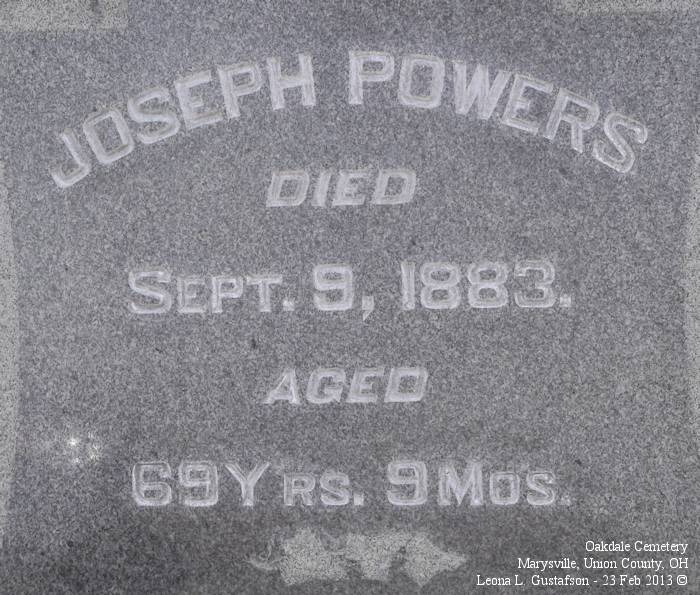 JOSEPH POWERS
DIED
SEPT. 9, 1883.
AGED
69 YRS. 9 MOS.
Oakdale Cemetery
Marysville, Union County, OH
Leona L. Gustafson - 23 Feb 2013 ©